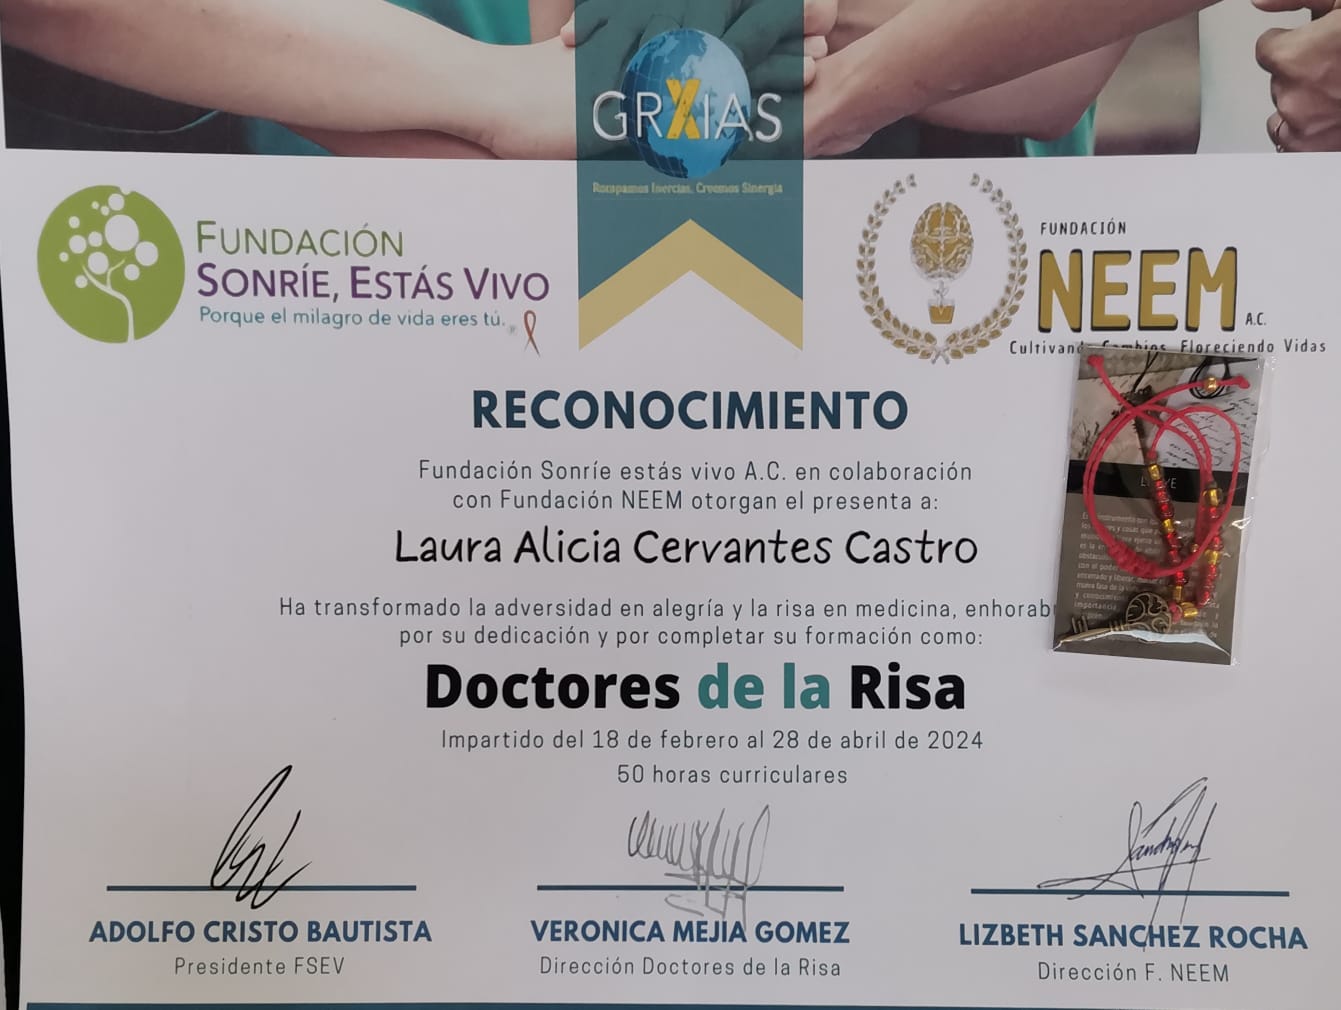 GRXIAS
Rompamos Inercias, Creemos Sinergia
FUNDACIÓN
SONRÍE, ESTÁS VIVO
Porque el milagro de vida eres tú.
FUNDACIÓN
NEEM A.C.
Cultivando Cambios, Floreciendo Vidas
RECONOCIMIENTO
Fundación Sonríe estás vivo A.C. en colaboración
con Fundación NEEM otorgan el presenta a:
Laura Alicia Cervantes Castro
Ha transformado la adversidad en alegría y la risa en medicina, enhorab
por su dedicación y por completar su formación como:
Doctores de la Risa
Impartido del 18 de febrero al 28 de abril de 2024
50 horas curriculares
ADOLFO CRISTO BAUTISTA
Presidente FSEV
VERONICA MEJIA GOMEZ
Dirección Doctores de la Risa
LIZBETH SANCHEZ ROCHA
Dirección F. NEEM